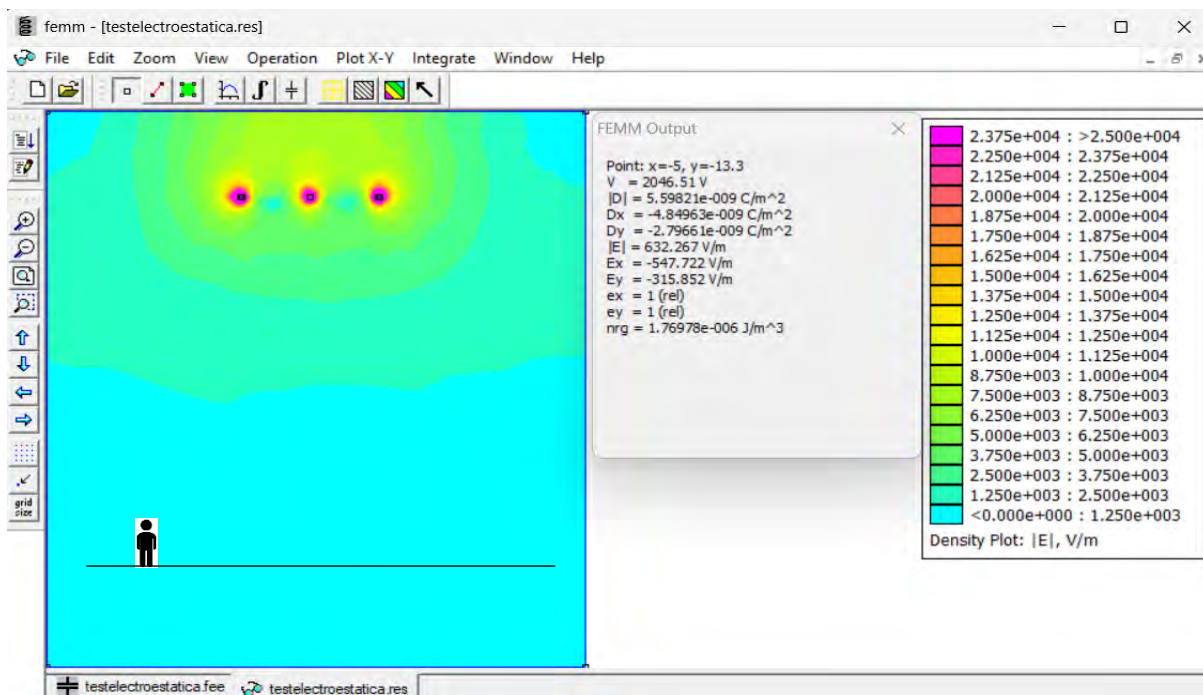 femm - [testelectroestatica.res]
File Edit Zoom View Operation Plot X-Y Integrate Window Help
FEMM Output
Point: x=-5, y=-13.3
V = 2046.51 V
|D| = 5.59821e-009 C/m^2
Dx = -4.84963e-009 C/m^2
Dy = -2.79661e-009 C/m^2
|E| = 632.267 V/m
Ex = -547.722 V/m
Ey = -315.852 V/m
ex = 1 (rel)
ey = 1 (rel)
nrg = 1.76978e-006 J/m^3
2.375e+004 : >2.500e+004
2.250e+004 : 2.375e+004
2.125e+004 : 2.250e+004
2.000e+004 : 2.125e+004
1.875e+004 : 2.000e+004
1.750e+004 : 1.875e+004
1.625e+004 : 1.750e+004
1.500e+004 : 1.625e+004
1.375e+004 : 1.500e+004
1.250e+004 : 1.375e+004
1.125e+004 : 1.250e+004
1.000e+004 : 1.125e+004
8.750e+003 : 1.000e+004
7.500e+003 : 8.750e+003
6.250e+003 : 7.500e+003
5.000e+003 : 6.250e+003
3.750e+003 : 5.000e+003
2.500e+003 : 3.750e+003
1.250e+003 : 2.500e+003
<0.000e+000 : 1.250e+003
Density Plot: |E|, V/m
grid
size
testelectroestatica.fee testelectroestatica.res